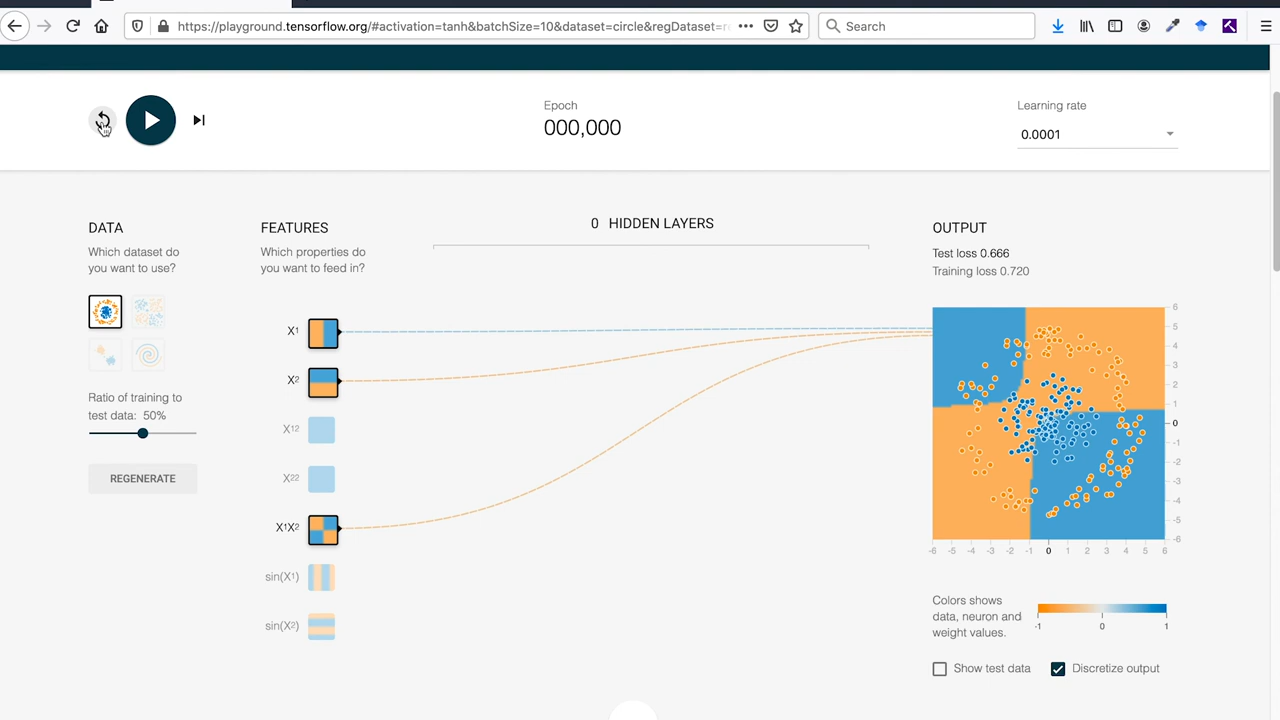 https://playground.tensorflow.org/#activation=tanh&batchSize=10&dataset=circle&regDataset=r
Search
Epoch
000,000
Learning rate
0.0001
DATA
Which dataset do
you want to use?
Ratio of training to
test data: 50%
REGENERATE
FEATURES
Which properties do
you want to feed in?
X1
X2
X12
X22
X1X2
sin(X1)
sin(X2)
0 HIDDEN LAYERS
OUTPUT
Test loss 0.666
Training loss 0.720
6
5
4
3
2
1
0
-1
-2
-3
-4
-5
-6
-6 -5 -4 -3 -2 -1 0 1 2 3 4 5 6
Colors shows
data, neuron and
weight values.
-1 0 1
Show test data
Discretize output